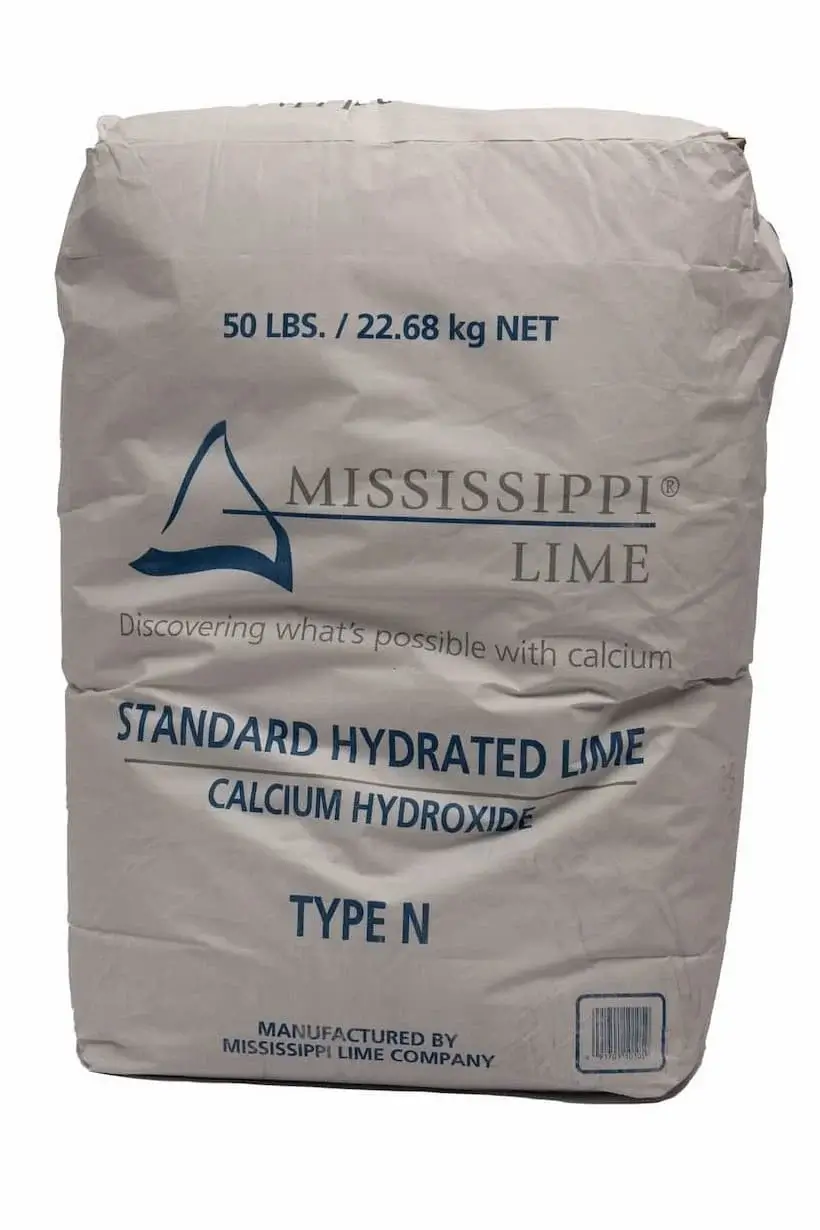 50 LBS. / 22.68 kg NET
MISSISSIPPI®
LIME
Discovering what's possible with calcium
STANDARD HYDRATED LIME
CALCIUM HYDROXIDE
TYPE N
MANUFACTURED BY
MISSISSIPPI LIME COMPANY